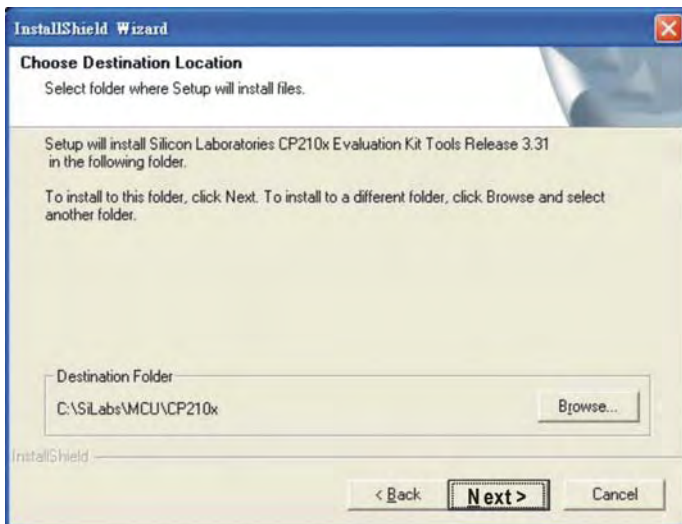 InstallShield Wizard
Choose Destination Location
Select folder where Setup will install files.
Setup will install Silicon Laboratories CP210x Evaluation Kit Tools Release 3.31
in the following folder.
To install to this folder, click Next. To install to a different folder, click Browse and select
another folder.
Destination Folder
C:\SiLabs\MCU\CP210x
Browse...
InstallShield
< Back
Next >
Cancel